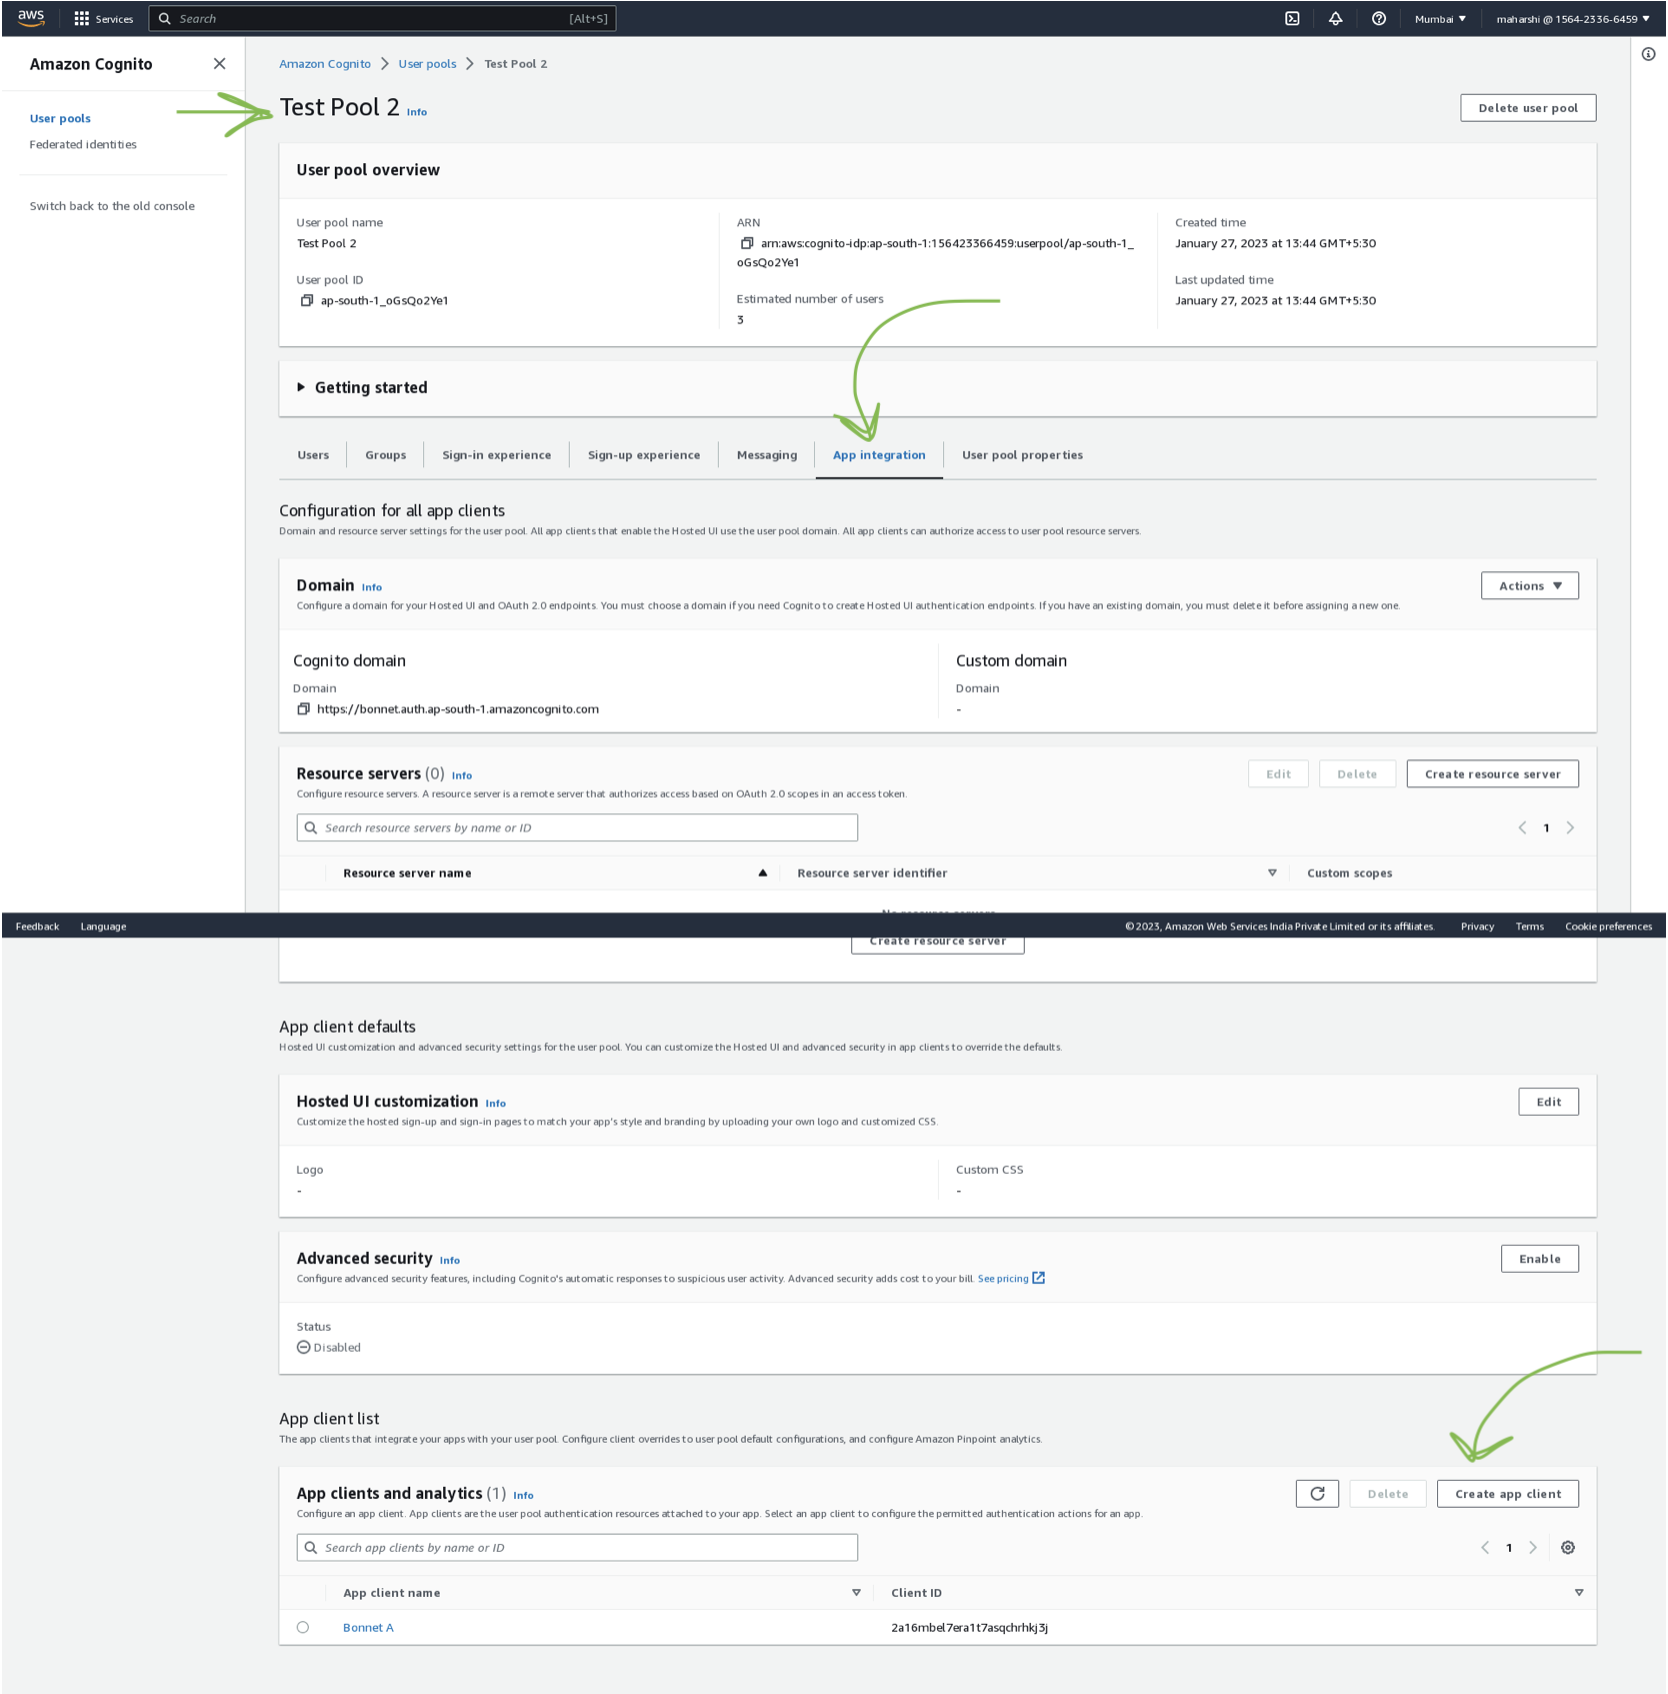 aws
Services
Search [Alt+S]
Mumbai ▼
maharshi @ 1564-2336-6459 ▼
Amazon Cognito
User pools
Federated identities
Switch back to the old console
Amazon Cognito > User pools > Test Pool 2
Test Pool 2 Info
Delete user pool
User pool overview
User pool name
Test Pool 2
User pool ID
ap-south-1_oGsQo2Ye1
ARN
arn:aws:cognito-idp:ap-south-1:156423366459:userpool/ap-south-1_
oGsQo2Ye1
Estimated number of users
3
Created time
January 27, 2023 at 13:44 GMT+5:30
Last updated time
January 27, 2023 at 13:44 GMT+5:30
Getting started
Users
Groups
Sign-in experience
Sign-up experience
Messaging
App integration
User pool properties
Configuration for all app clients
Domain and resource server settings for the user pool. All app clients that enable the Hosted UI use the user pool domain. All app clients can authorize access to user pool resource servers.
Domain Info
Actions ▼
Configure a domain for your Hosted UI and OAuth 2.0 endpoints. You must choose a domain if you need Cognito to create Hosted UI authentication endpoints. If you have an existing domain, you must delete it before assigning a new one.
Cognito domain
Domain
https://bonnet.auth.ap-south-1.amazoncognito.com
Custom domain
Domain
-
Resource servers (0) Info
Edit
Delete
Create resource server
Configure resource servers. A resource server is a remote server that authorizes access based on OAuth 2.0 scopes in an access token.
Search resource servers by name or ID
< 1 >
Resource server name
Resource server identifier
Custom scopes
Feedback
Language
© 2023, Amazon Web Services India Private Limited or its affiliates.
Privacy
Terms
Cookie preferences
Create resource server
App client defaults
Hosted UI customization and advanced security settings for the user pool. You can customize the Hosted UI and advanced security in app clients to override the defaults.
Hosted UI customization Info
Edit
Customize the hosted sign-up and sign-in pages to match your app's style and branding by uploading your own logo and customized CSS.
Logo
-
Custom CSS
-
Advanced security Info
Enable
Configure advanced security features, including Cognito's automatic responses to suspicious user activity. Advanced security adds cost to your bill. See pricing
Status
Disabled
App client list
The app clients that integrate your apps with your user pool. Configure client overrides to user pool default configurations, and configure Amazon Pinpoint analytics.
App clients and analytics (1) Info
Delete
Create app client
Configure an app client. App clients are the user pool authentication resources attached to your app. Select an app client to configure the permitted authentication actions for an app.
Search app clients by name or ID
< 1 >
App client name
Client ID
Bonnet A
2a16mbel7era1t7asqchrhkj3j